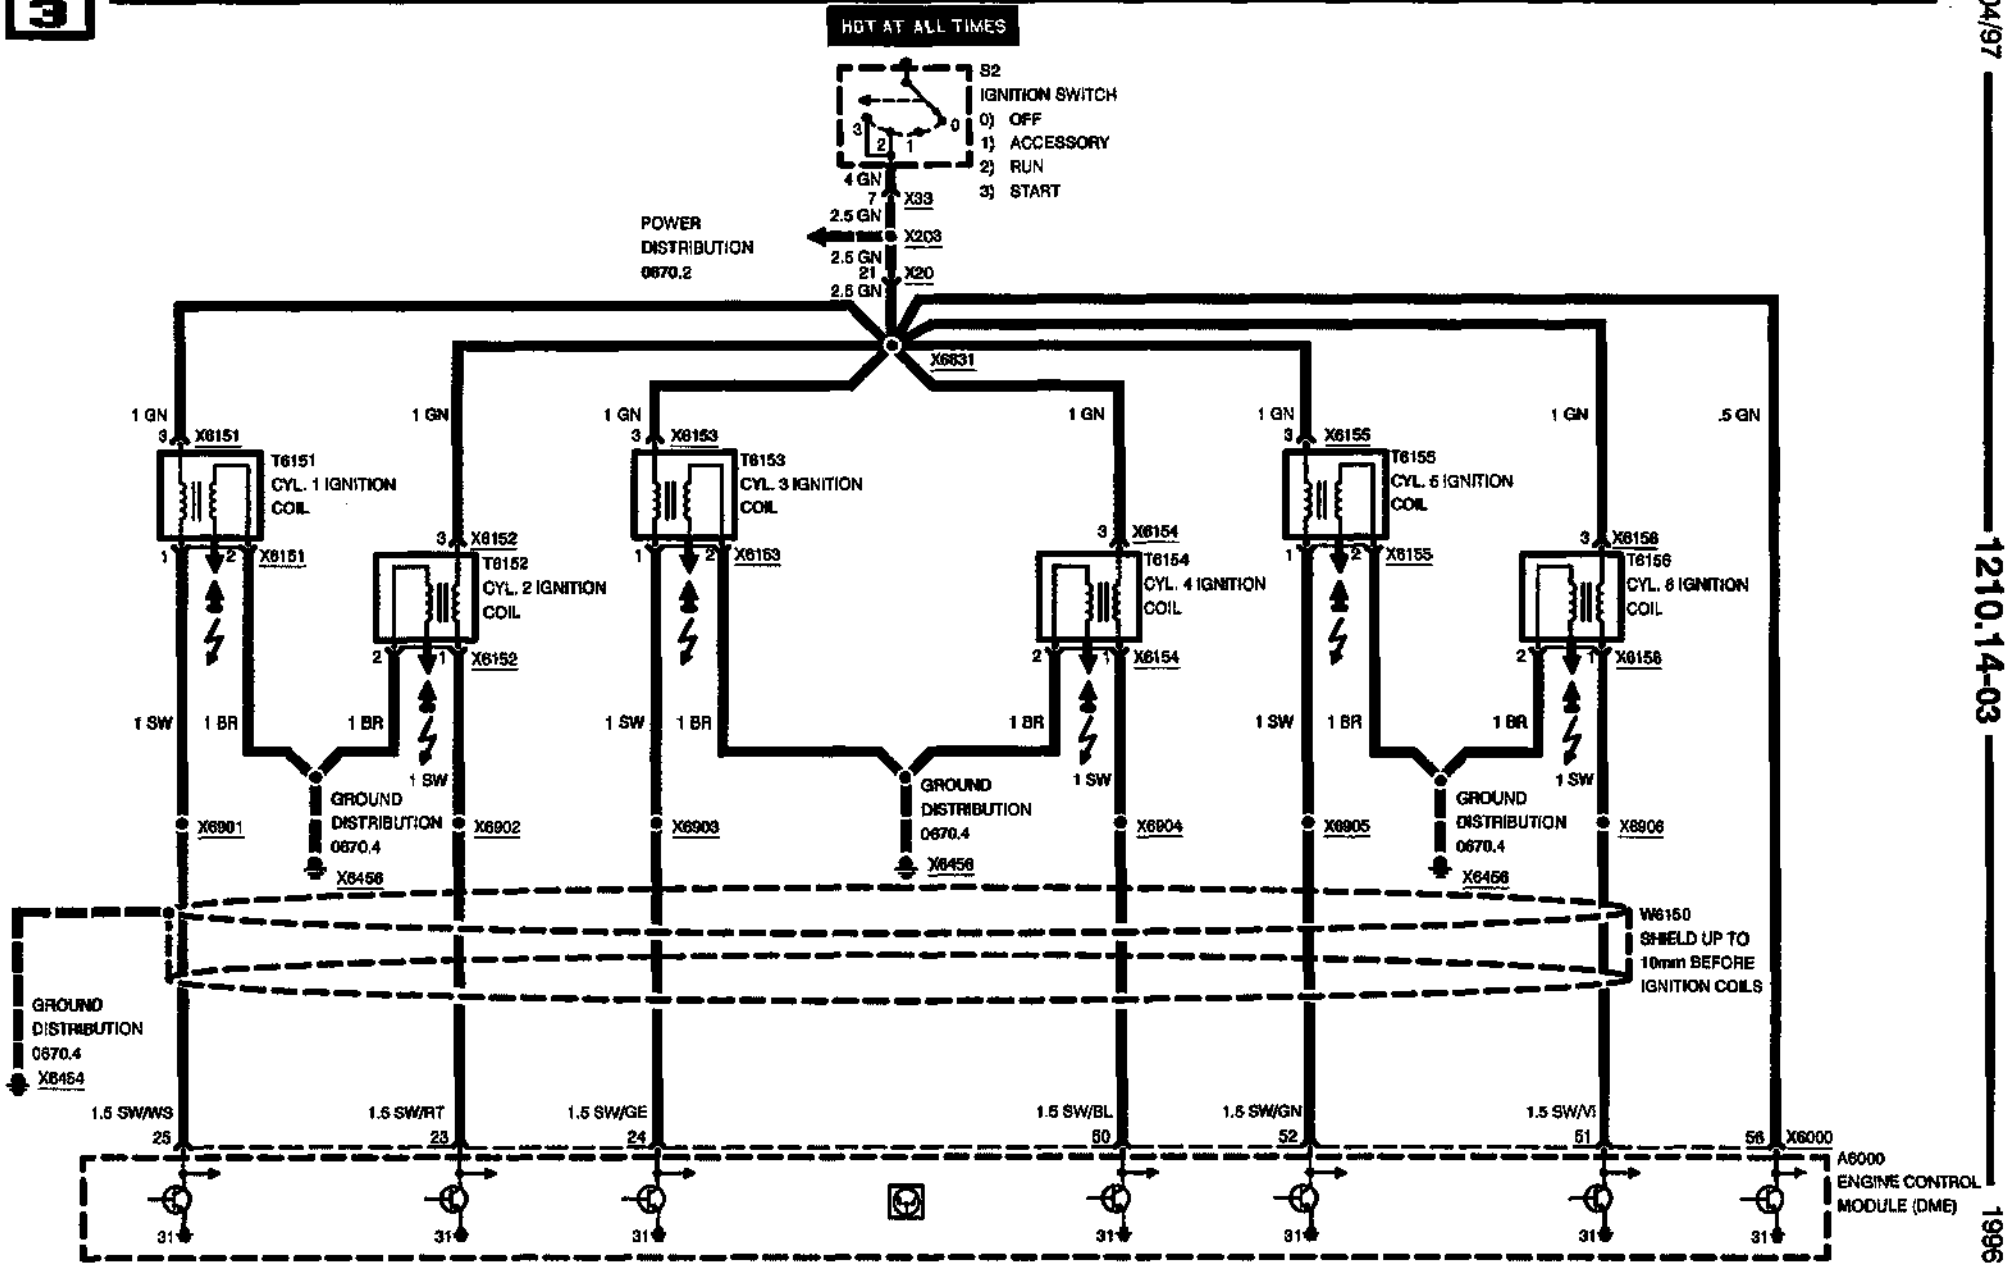 3
HOT AT ALL TIMES
S2
IGNITION SWITCH
0) OFF
1) ACCESSORY
2) RUN
3) START
3
2
1
0
4 GN
7
X33
2.5 GN
X203
POWER
DISTRIBUTION
0670.2
2.5 GN
21
X20
2.5 GN
X6831
1 GN
1 GN
1 GN
1 GN
1 GN
1 GN
.5 GN
3
X6151
T6151
CYL. 1 IGNITION
COIL
1
2
X6151
3
X6152
T6152
CYL. 2 IGNITION
COIL
2
1
X6152
3
X6153
T6153
CYL. 3 IGNITION
COIL
1
2
X6153
3
X6154
T6154
CYL. 4 IGNITION
COIL
2
1
X6154
3
X6155
T6155
CYL. 5 IGNITION
COIL
1
2
X6155
3
X6156
T6156
CYL. 6 IGNITION
COIL
2
1
X6156
1 SW
1 BR
1 BR
1 SW
1 SW
1 BR
1 BR
1 SW
1 SW
1 BR
1 BR
1 SW
GROUND
DISTRIBUTION
0670.4
X6456
GROUND
DISTRIBUTION
0670.4
X6456
GROUND
DISTRIBUTION
0670.4
X6456
X6901
X6902
X6903
X6904
X6905
X6906
W6150
SHIELD UP TO
10mm BEFORE
IGNITION COILS
GROUND
DISTRIBUTION
0670.4
X6454
1.5 SW/WS
1.5 SW/RT
1.5 SW/GE
1.5 SW/BL
1.5 SW/GN
1.5 SW/VI
25
23
24
50
52
51
56
X6000
A6000
ENGINE CONTROL
MODULE (DME)
31
31
31
31
31
31
31
04/97
1210.14-03
1996